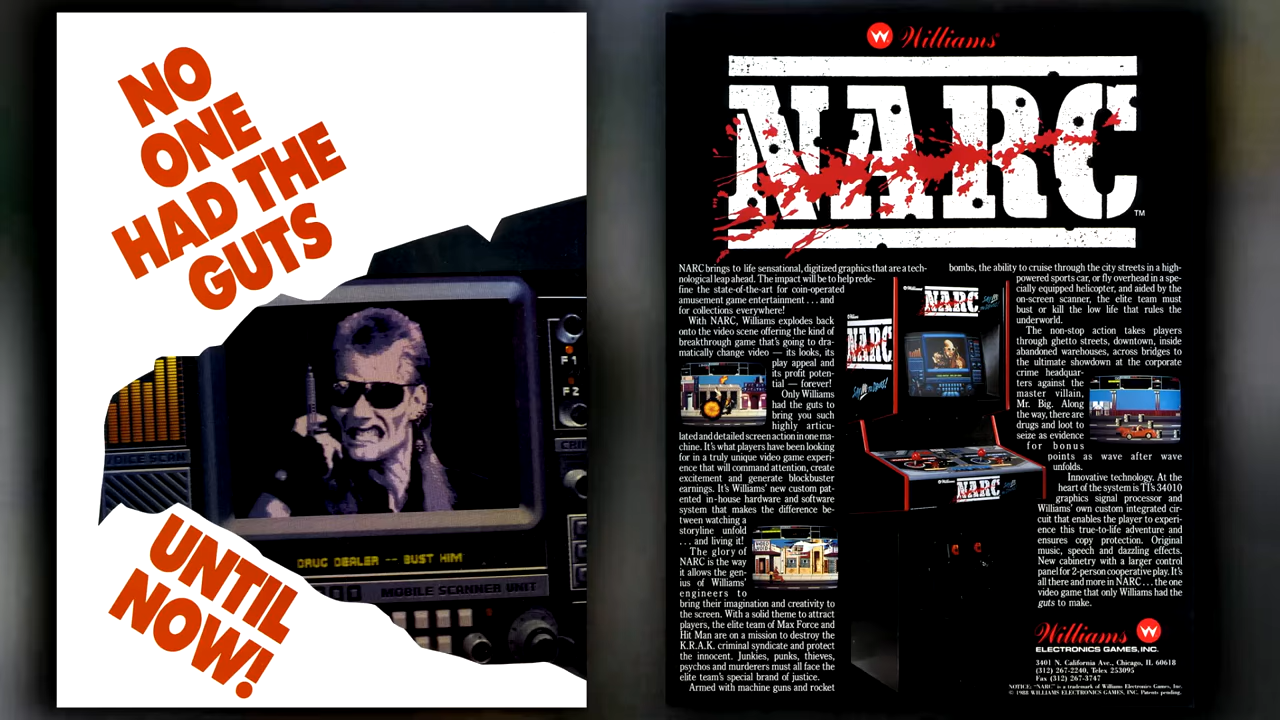 NO
ONE
HAD THE
GUTS
F1
F2
DRUG DEALER -- BUST HIM
MOBILE SCANNER UNIT
UNTIL
NOW!
Williams
NARC™
NARC brings to life sensational, digitized graphics that are a tech-
nological leap ahead. The impact will be to help rede-
fine the state-of-the-art for coin-operated
amusement game entertainment . . . and
for collections everywhere!
With NARC, Williams explodes back
onto the video scene offering the kind of
breakthrough game that's going to dra-
matically change video — its looks, its
play appeal and
its profit poten-
tial — forever!
Only Williams
had the guts to
bring you such
highly articu-
lated and detailed screen action in one ma-
chine. It's what players have been looking
for in a truly unique video game experi-
ence that will command attention, create
excitement and generate blockbuster
earnings. It's Williams' new custom pat-
ented in-house hardware and software
system that makes the difference be-
tween watching a
storyline unfold
. . . and living it!
The glory of
NARC is the way
it allows the gen-
ius of Williams'
engineers to
bring their imagination and creativity to
the screen. With a solid theme to attract
players, the elite team of Max Force and
Hit Man are on a mission to destroy the
K.R.A.K. criminal syndicate and protect
the innocent. Junkies, punks, thieves,
psychos and murderers must all face the
elite team's special brand of justice.
Armed with machine guns and rocket
bombs, the ability to cruise through the city streets in a high-
powered sports car, or fly overhead in a spe-
cially equipped helicopter, and aided by the
on-screen scanner, the elite team must
bust or kill the low life that rules the
underworld.
The non-stop action takes players
through ghetto streets, downtown, inside
abandoned warehouses, across bridges to
the ultimate showdown at the corporate
crime headquar-
ters against the
master villain,
Mr. Big. Along
the way, there are
drugs and loot to
seize as evidence
for bonus
points as wave after wave
unfolds.
Innovative technology. At the
heart of the system is TI's 34010
graphics signal processor and
Williams' own custom integrated cir-
cuit that enables the player to experi-
ence this true-to-life adventure and
ensures copy protection. Original
music, speech and dazzling effects.
New cabinetry with a larger control
panel for 2-person cooperative play. It's
all there and more in NARC . . . the one
video game that only Williams had the
guts to make.
NARC
NARC
NARC
Williams
ELECTRONICS GAMES, INC.
3401 N. California Ave., Chicago, IL 60618
(312) 267-2240, Telex 253095
Fax (312) 267-3747
NOTICE: "NARC" is a trademark of Williams Electronics Games, Inc.
© 1988 WILLIAMS ELECTRONICS GAMES, INC. Patents pending.